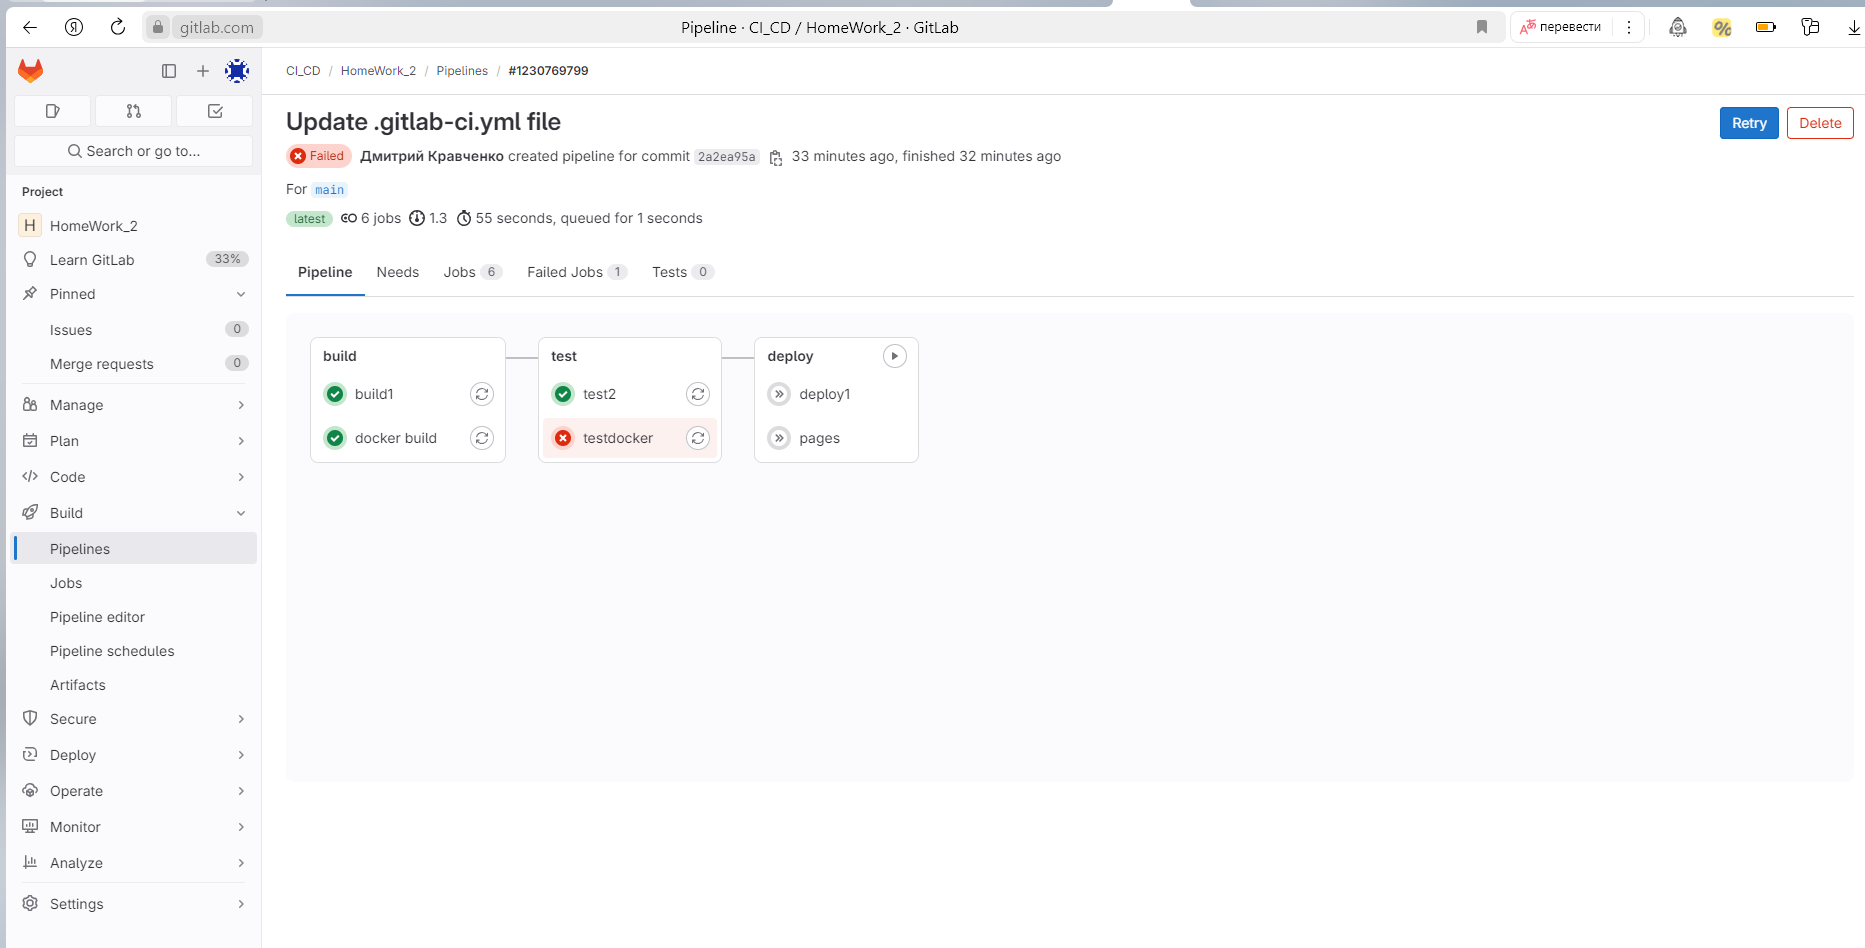 gitlab.com
Pipeline · CI_CD / HomeWork_2 · GitLab
перевести
CI_CD / HomeWork_2 / Pipelines / #1230769799
Update .gitlab-ci.yml file
Retry
Delete
Failed Дмитрий Кравченко created pipeline for commit 2a2ea95a 33 minutes ago, finished 32 minutes ago
For main
latest 6 jobs 1.3 55 seconds, queued for 1 seconds
Pipeline Needs Jobs 6 Failed Jobs 1 Tests 0
build
build1
docker build
test
test2
testdocker
deploy
deploy1
pages
Search or go to...
Project
H HomeWork_2
Learn GitLab 33%
Pinned
Issues 0
Merge requests 0
Manage
Plan
Code
Build
Pipelines
Jobs
Pipeline editor
Pipeline schedules
Artifacts
Secure
Deploy
Operate
Monitor
Analyze
Settings